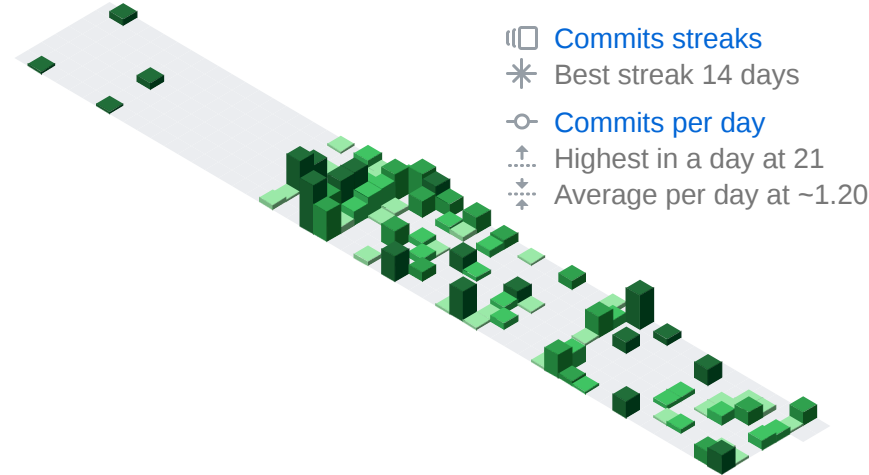 Commits streaks
Best streak 14 days
Commits per day
Highest in a day at 21
Average per day at ~1.20